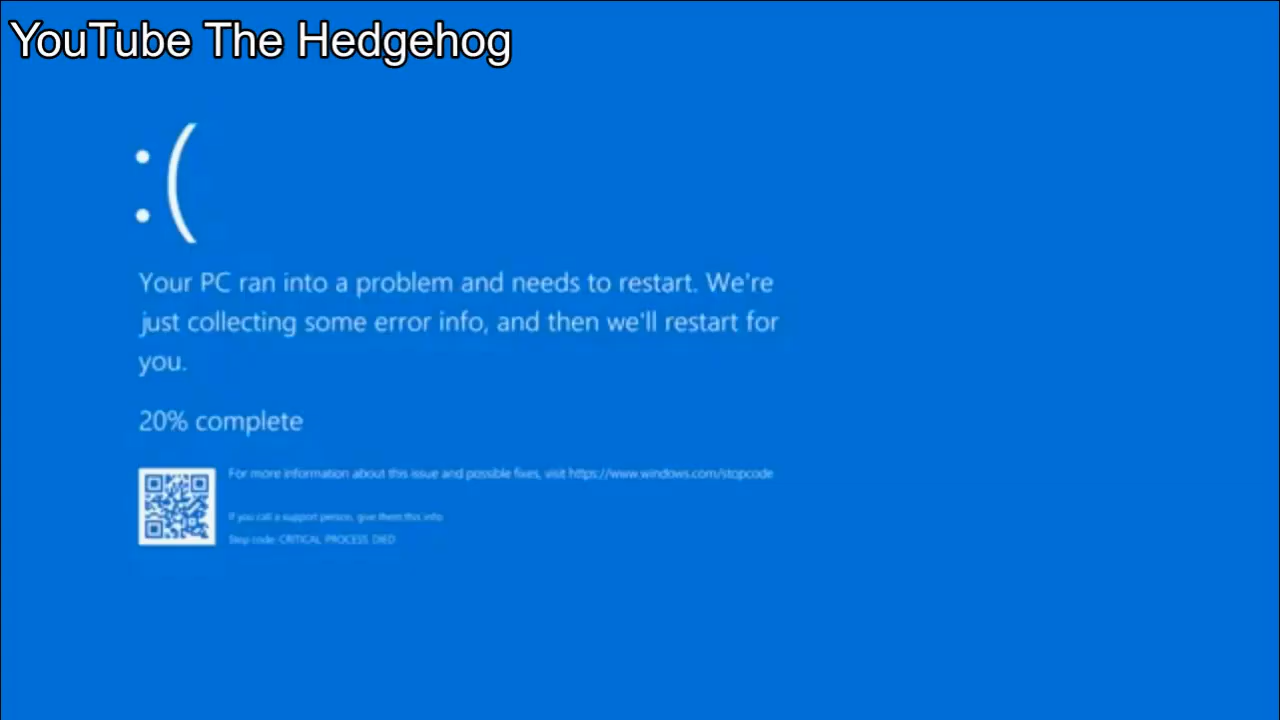 YouTube The Hedgehog
:(
Your PC ran into a problem and needs to restart. We're
just collecting some error info, and then we'll restart for
you.
20% complete
For more information about this issue and possible fixes, visit https://www.windows.com/stopcode
If you call a support person, give them this info:
Stop code: CRITICAL PROCESS DIED